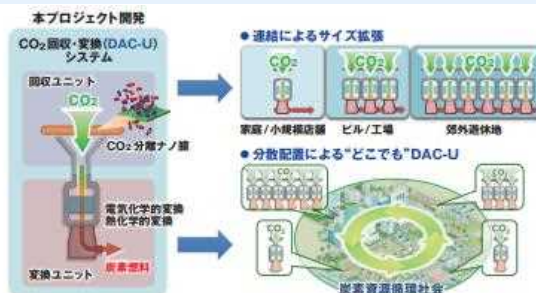 本プロジェクト開発
CO2回収・変換(DAC-U)
システム
回収ユニット
CO2
CO2分離ナノ膜
電気化学的変換
熱化学的変換
炭素燃料
変換ユニット
● 連結によるサイズ拡張
CO2
CO2
CO2
家庭/小規模店舗
ビル/工場
郊外遊休地
● 分散配置による“どこでも”DAC-U
CO2
CO2
CO2
CO2
炭素資源循環社会